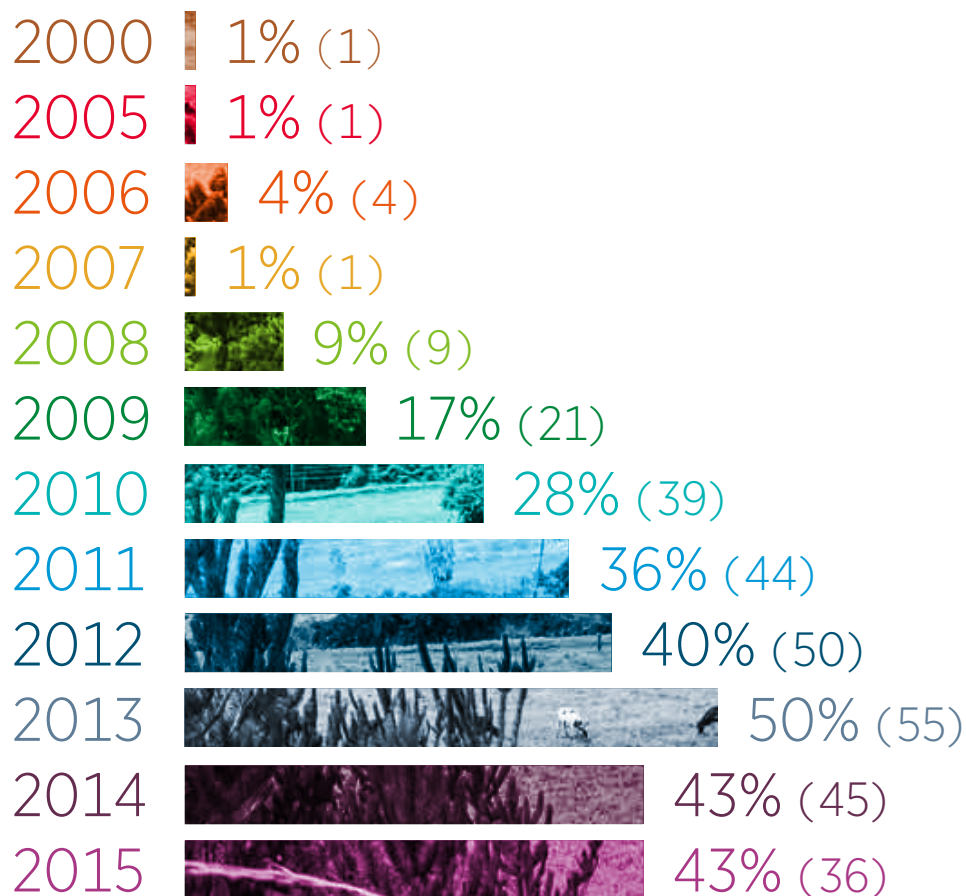 2000 1% (1)
2005 1% (1)
2006 4% (4)
2007 1% (1)
2008 9% (9)
2009 17% (21)
2010 28% (39)
2011 36% (44)
2012 40% (50)
2013 50% (55)
2014 43% (45)
2015 43% (36)